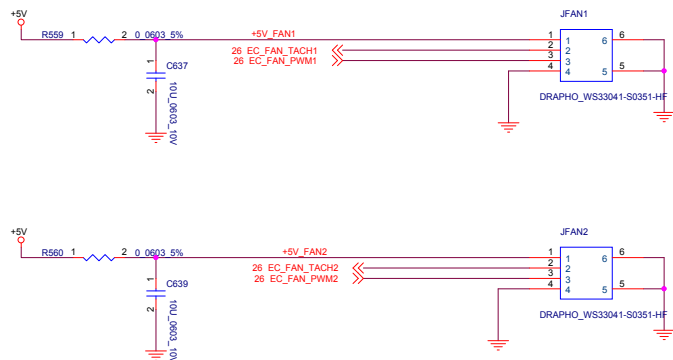 +5V
JFAN1
R559 1 2 0_0603_5% +5V_FAN1 1 1 6 6
26 EC_FAN_TACH1 2 2
26 EC_FAN_PWM1 3 3
4 4 5 5
1 C637
2 10U_0603_10V
DRAPHO_WS33041-S0351-HF
+5V
JFAN2
R560 1 2 0_0603_5% +5V_FAN2 1 1 6 6
26 EC_FAN_TACH2 2 2
26 EC_FAN_PWM2 3 3
4 4 5 5
1 C639
2 10U_0603_10V
DRAPHO_WS33041-S0351-HF